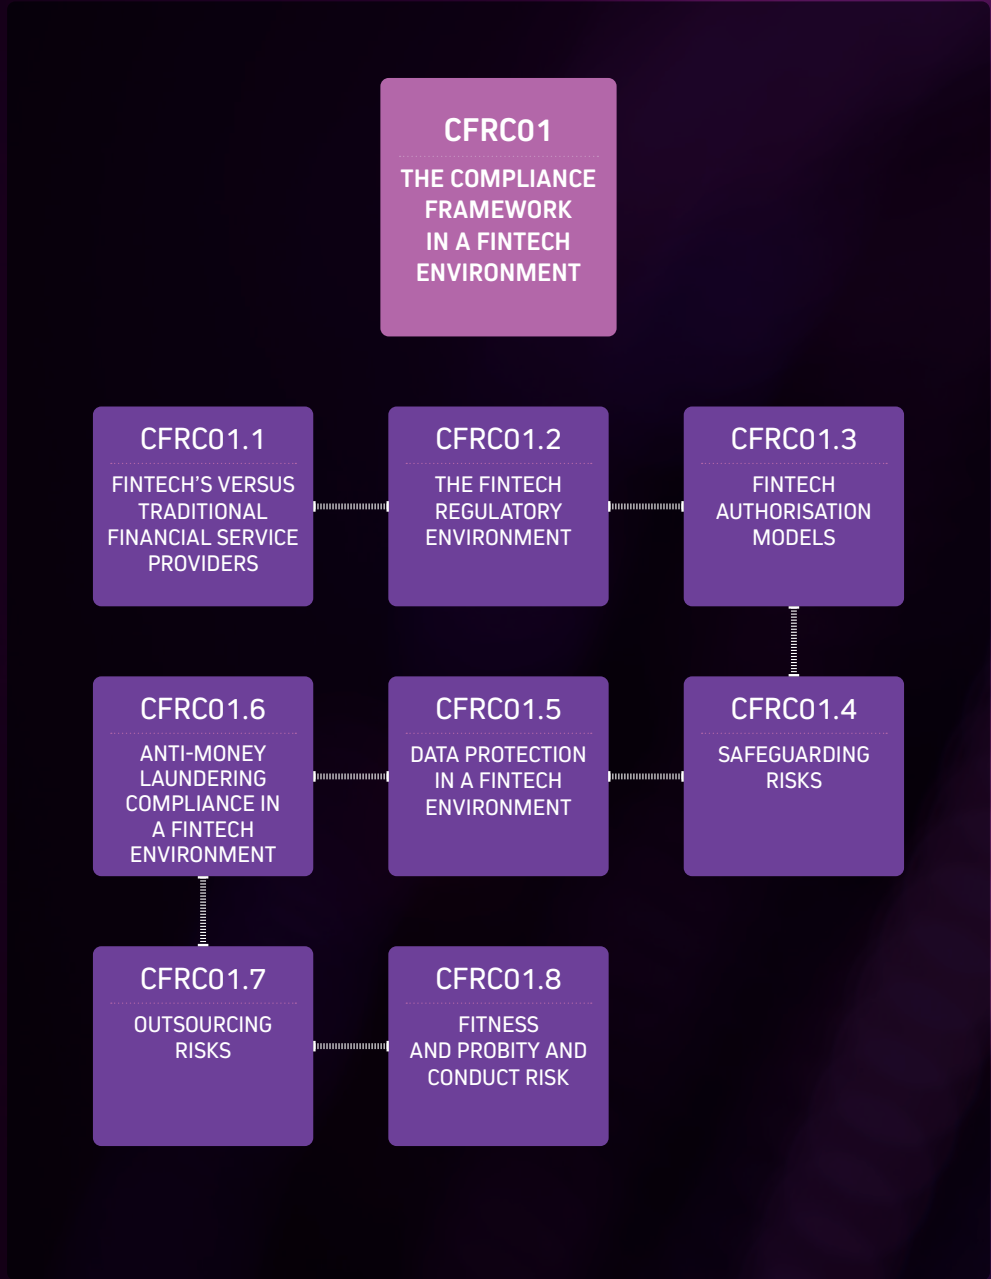 CFRC01
THE COMPLIANCE
FRAMEWORK
IN A FINTECH
ENVIRONMENT
CFRC01.1
FINTECH’S VERSUS
TRADITIONAL
FINANCIAL SERVICE
PROVIDERS
CFRC01.2
THE FINTECH
REGULATORY
ENVIRONMENT
CFRC01.3
FINTECH
AUTHORISATION
MODELS
CFRC01.4
SAFEGUARDING
RISKS
CFRC01.5
DATA PROTECTION
IN A FINTECH
ENVIRONMENT
CFRC01.6
ANTI-MONEY
LAUNDERING
COMPLIANCE IN
A FINTECH
ENVIRONMENT
CFRC01.7
OUTSOURCING
RISKS
CFRC01.8
FITNESS
AND PROBITY AND
CONDUCT RISK